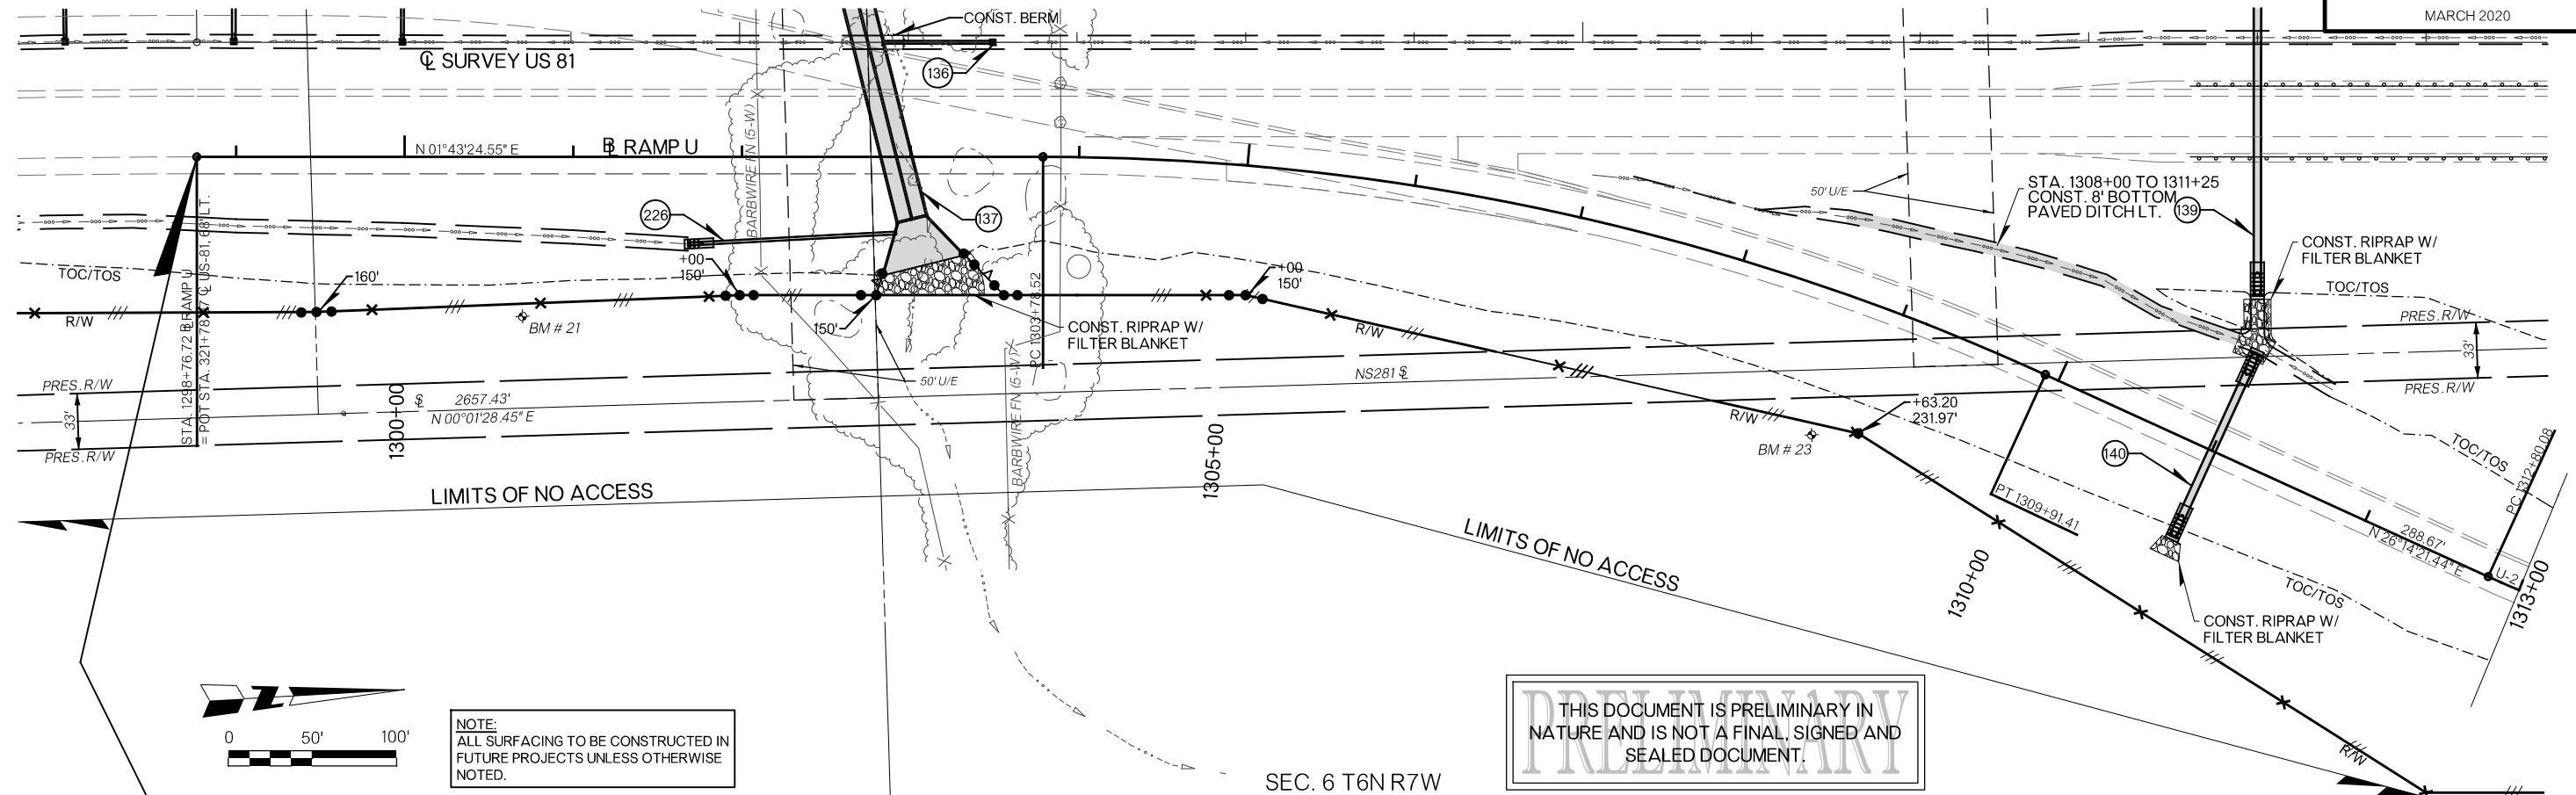 MARCH 2020
CONST. BERM
℄ SURVEY US 81
136
N 01°43'24.55" E
BL RAMP U
BARBWIRE FN (5-W)
50' U/E
STA. 1308+00 TO 1311+25
CONST. 8' BOTTOM
PAVED DITCH LT.
139
226
137
CONST. RIPRAP W/
FILTER BLANKET
+00
150'
+00
150'
TOC/TOS
160'
TOC/TOS
R/W
BM # 21
150'
CONST. RIPRAP W/
FILTER BLANKET
R/W
PRES. R/W
33'
STA. 1298+76.72 BL RAMP U
PC 1303+78.52
50' U/E
NS281 ℄
PRES. R/W
PRES. R/W
33'
2657.43'
N 00°01'28.45" E
1300+00
BARBWIRE FN (5-W)
+63.20
231.97'
R/W
BM # 23
PRES. R/W
1305+00
140
TOC/TOS
PC 1312+80.08
LIMITS OF NO ACCESS
PT 1309+91.41
LIMITS OF NO ACCESS
288.67'
N 26°14'21.44" E
U-2
1310+00
TOC/TOS
1313+00
CONST. RIPRAP W/
FILTER BLANKET
0 50' 100'
NOTE:
ALL SURFACING TO BE CONSTRUCTED IN
FUTURE PROJECTS UNLESS OTHERWISE
NOTED.
PRELIMINARY
THIS DOCUMENT IS PRELIMINARY IN
NATURE AND IS NOT A FINAL, SIGNED AND
SEALED DOCUMENT.
R/W
SEC. 6 T6N R7W